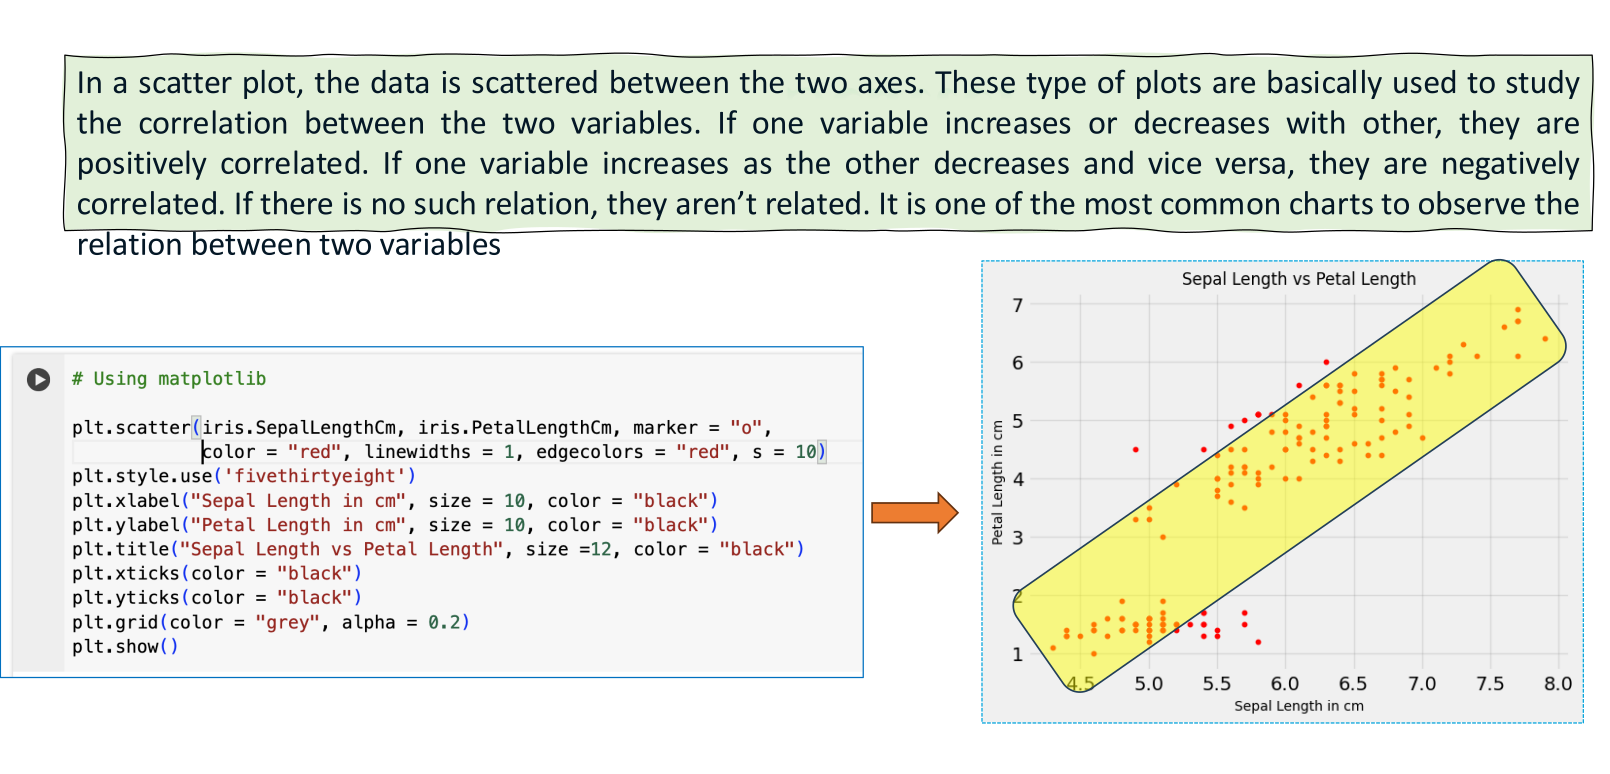 In a scatter plot, the data is scattered between the two axes. These type of plots are basically used to study
the correlation between the two variables. If one variable increases or decreases with other, they are
positively correlated. If one variable increases as the other decreases and vice versa, they are negatively
correlated. If there is no such relation, they aren’t related. It is one of the most common charts to observe the
relation between two variables
# Using matplotlib
plt.scatter(iris.SepalLengthCm, iris.PetalLengthCm, marker = "o",
color = "red", linewidths = 1, edgecolors = "red", s = 10)
plt.style.use('fivethirtyeight')
plt.xlabel("Sepal Length in cm", size = 10, color = "black")
plt.ylabel("Petal Length in cm", size = 10, color = "black")
plt.title("Sepal Length vs Petal Length", size =12, color = "black")
plt.xticks(color = "black")
plt.yticks(color = "black")
plt.grid(color = "grey", alpha = 0.2)
plt.show()
Sepal Length vs Petal Length
7
6
5
4
3
2
1
Petal Length in cm
4.5 5.0 5.5 6.0 6.5 7.0 7.5 8.0
Sepal Length in cm